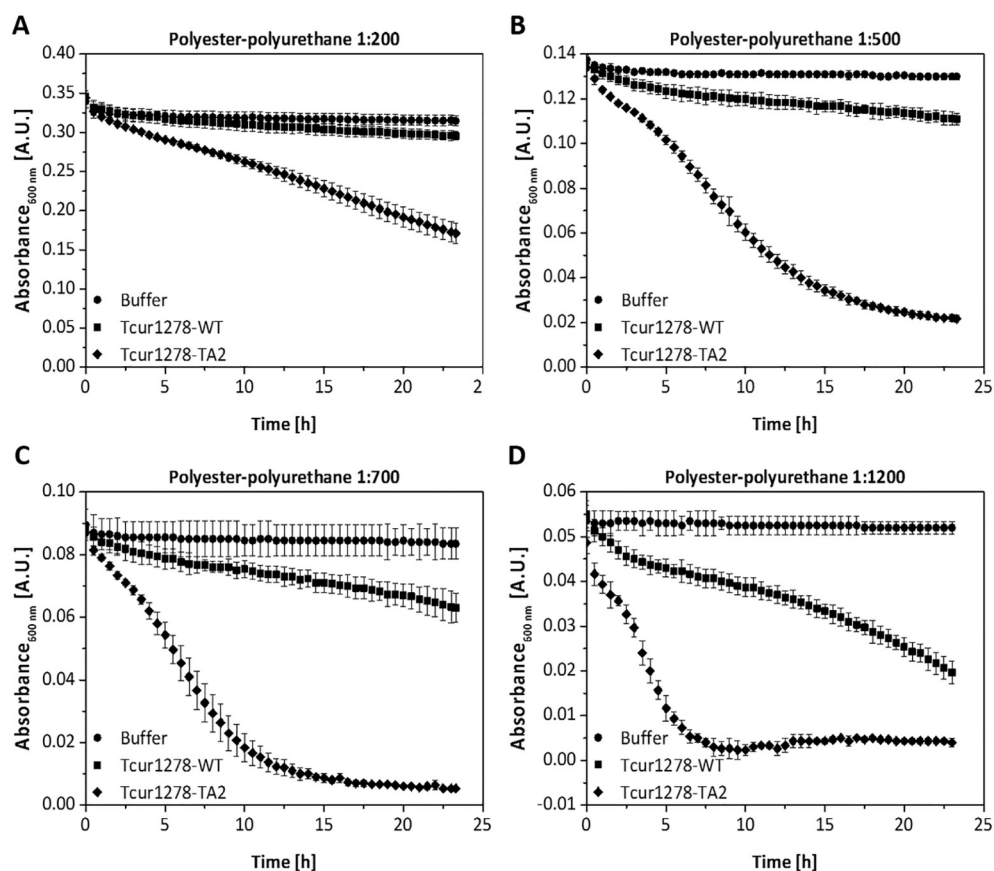 A
Polyester-polyurethane 1:200
Absorbance600 nm [A.U.]
0.40
0.35
0.30
0.25
0.20
0.15
0.10
0.05
0.00
Buffer
Tcur1278-WT
Tcur1278-TA2
0 5 10 15 20 2
Time [h]
B
Polyester-polyurethane 1:500
Absorbance600 nm [A.U.]
0.14
0.12
0.10
0.08
0.06
0.04
0.02
0.00
Buffer
Tcur1278-WT
Tcur1278-TA2
0 5 10 15 20 25
Time [h]
C
Polyester-polyurethane 1:700
Absorbance600 nm [A.U.]
0.10
0.08
0.06
0.04
0.02
0.00
Buffer
Tcur1278-WT
Tcur1278-TA2
0 5 10 15 20 25
Time [h]
D
Polyester-polyurethane 1:1200
Absorbance600 nm [A.U.]
0.06
0.05
0.04
0.03
0.02
0.01
0.00
-0.01
Buffer
Tcur1278-WT
Tcur1278-TA2
0 5 10 15 20 25
Time [h]